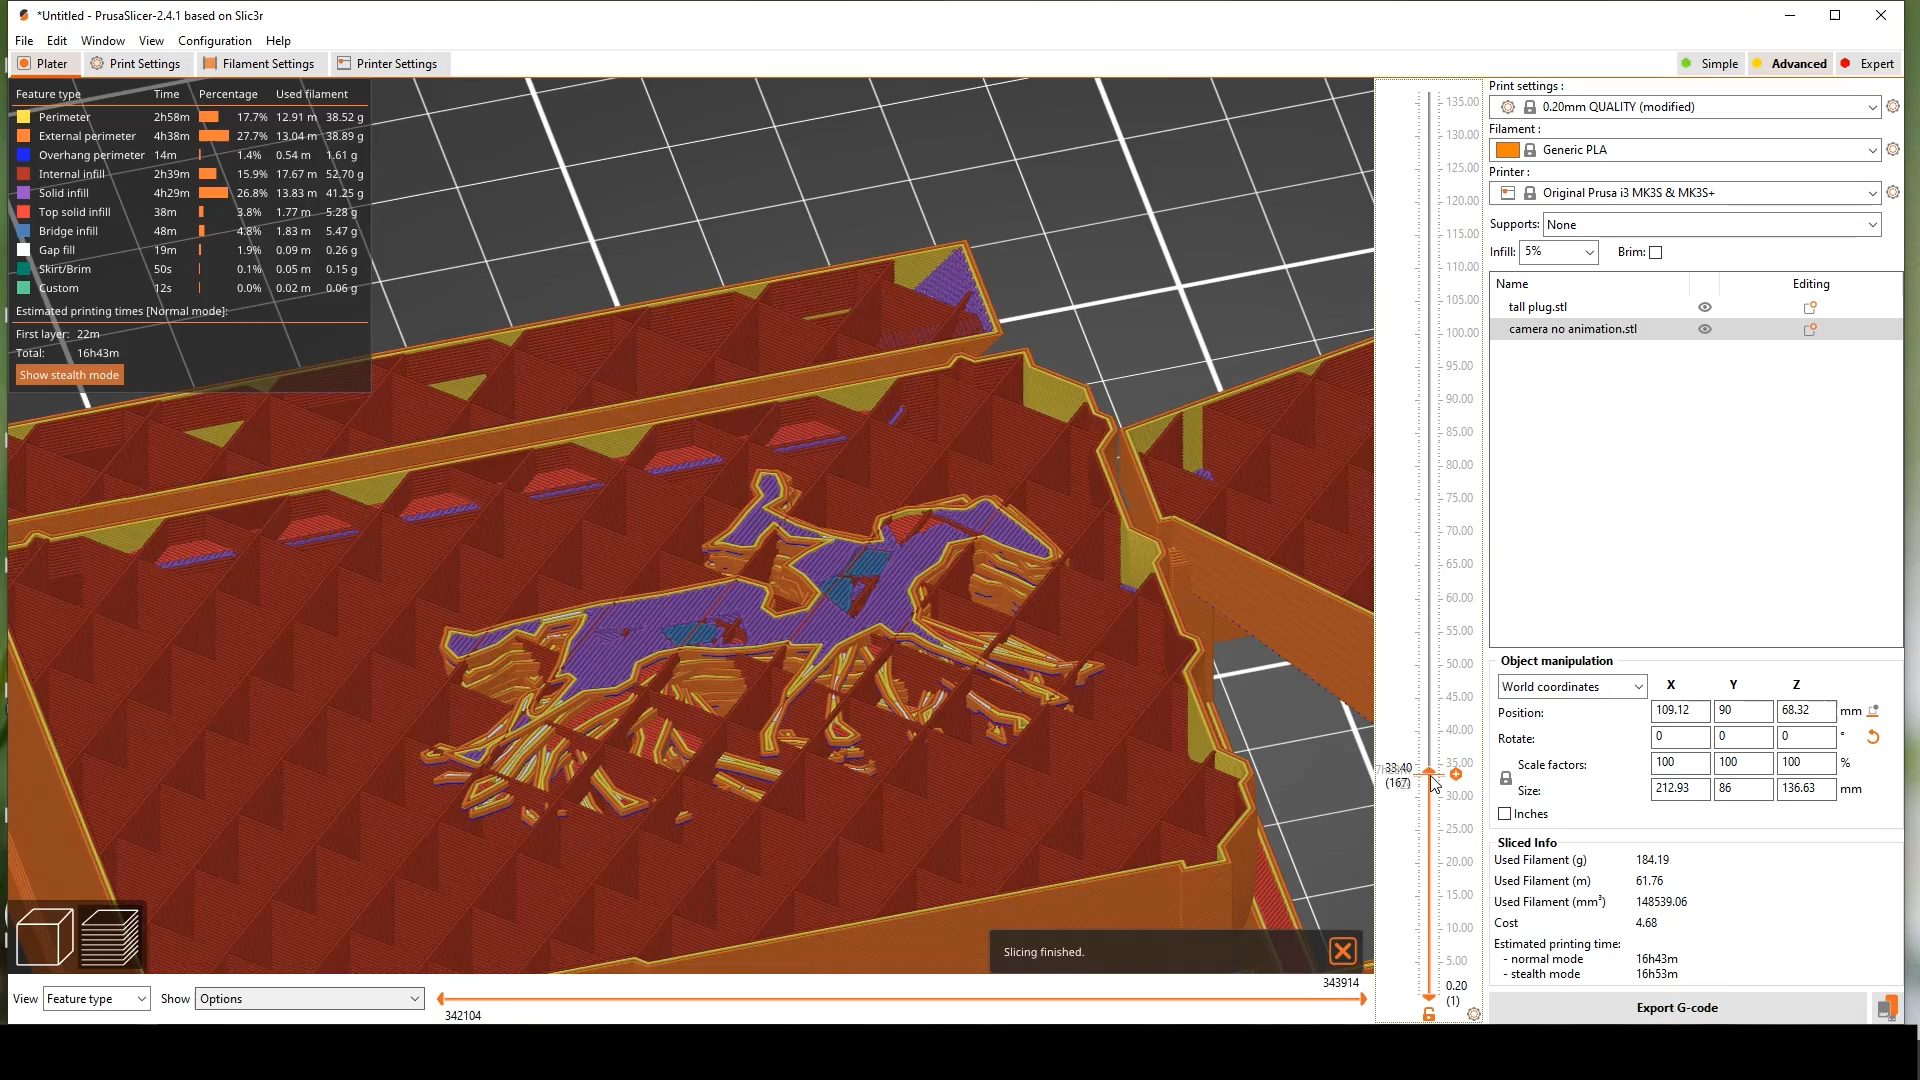 *Untitled - PrusaSlicer-2.4.1 based on Slic3r
File Edit Window View Configuration Help
Plater Print Settings Filament Settings Printer Settings Simple Advanced Expert
Feature type Time Percentage Used filament
Perimeter 2h58m 17.7% 12.91 m 38.52 g
External perimeter 4h38m 27.7% 13.04 m 38.89 g
Overhang perimeter 14m 1.4% 0.54 m 1.61 g
Internal infill 2h39m 15.9% 17.67 m 52.70 g
Solid infill 4h29m 26.8% 13.83 m 41.25 g
Top solid infill 38m 3.8% 1.77 m 5.28 g
Bridge infill 48m 4.8% 1.83 m 5.47 g
Gap fill 19m 1.9% 0.09 m 0.26 g
Skirt/Brim 50s 0.1% 0.05 m 0.15 g
Custom 12s 0.0% 0.02 m 0.06 g
Estimated printing times [Normal mode]:
First layer: 22m
Total: 16h43m
Show stealth mode
135.00
130.00
125.00
120.00
115.00
110.00
105.00
100.00
95.00
90.00
85.00
80.00
75.00
70.00
65.00
60.00
55.00
50.00
45.00
40.00
35.00
33.40
(167)
30.00
25.00
20.00
15.00
10.00
5.00
0.20
(1)
Print settings :
0.20mm QUALITY (modified)
Filament :
Generic PLA
Printer :
Original Prusa i3 MK3S & MK3S+
Supports: None
Infill: 5% Brim:
Name Editing
tall plug.stl
camera no animation.stl
Object manipulation
World coordinates X Y Z
Position: 109.12 90 68.32 mm
Rotate: 0 0 0 °
Scale factors: 100 100 100 %
Size: 212.93 86 136.63 mm
Inches
Sliced Info
Used Filament (g) 184.19
Used Filament (m) 61.76
Used Filament (mm³) 148539.06
Cost 4.68
Estimated printing time:
- normal mode 16h43m
- stealth mode 16h53m
Export G-code
Slicing finished.
343914
View Feature type Show Options
342104